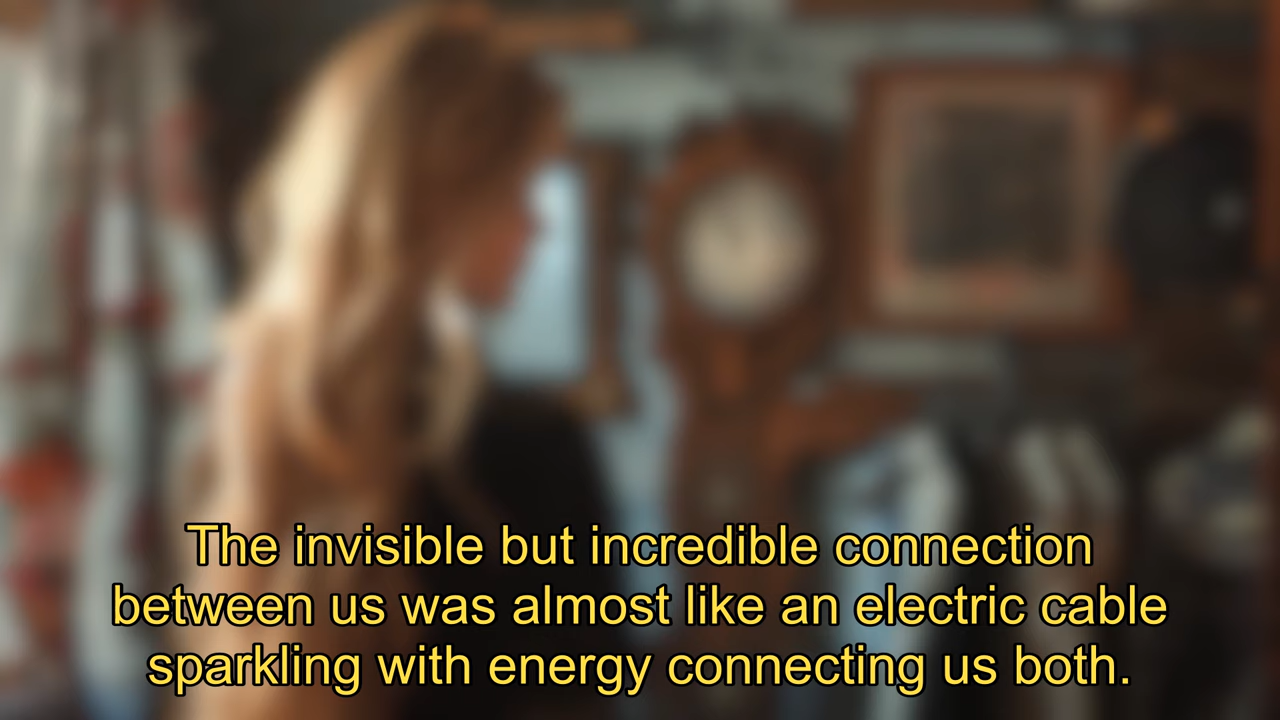 The invisible but incredible connection
between us was almost like an electric cable
sparkling with energy connecting us both.